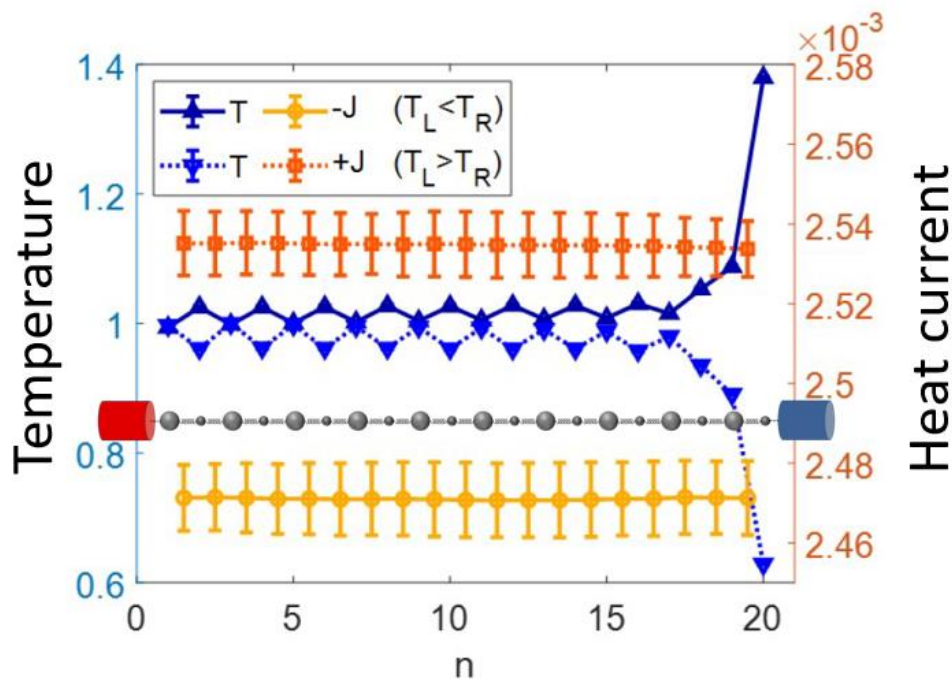 ×10⁻³
1.4
1.2
1
0.8
0.6
2.58
2.56
2.54
2.52
2.5
2.48
2.46
T -J (T_L<T_R)
T +J (T_L>T_R)
Temperature
Heat current
0 5 10 15 20
n